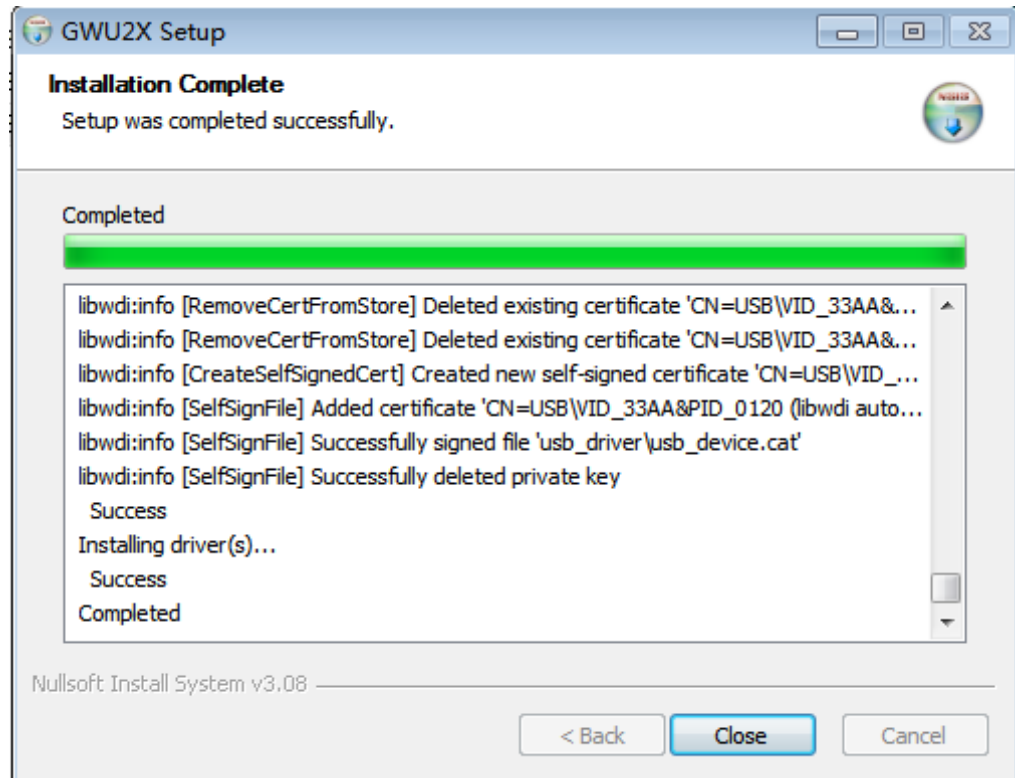 GWU2X Setup
Installation Complete
Setup was completed successfully.
Completed
libwdi:info [RemoveCertFromStore] Deleted existing certificate 'CN=USB\VID_33AA&...
libwdi:info [RemoveCertFromStore] Deleted existing certificate 'CN=USB\VID_33AA&...
libwdi:info [CreateSelfSignedCert] Created new self-signed certificate 'CN=USB\VID_...
libwdi:info [SelfSignFile] Added certificate 'CN=USB\VID_33AA&PID_0120 (libwdi auto...
libwdi:info [SelfSignFile] Successfully signed file 'usb_driver\usb_device.cat'
libwdi:info [SelfSignFile] Successfully deleted private key
Success
Installing driver(s)...
Success
Completed
Nullsoft Install System v3.08
< Back
Close
Cancel